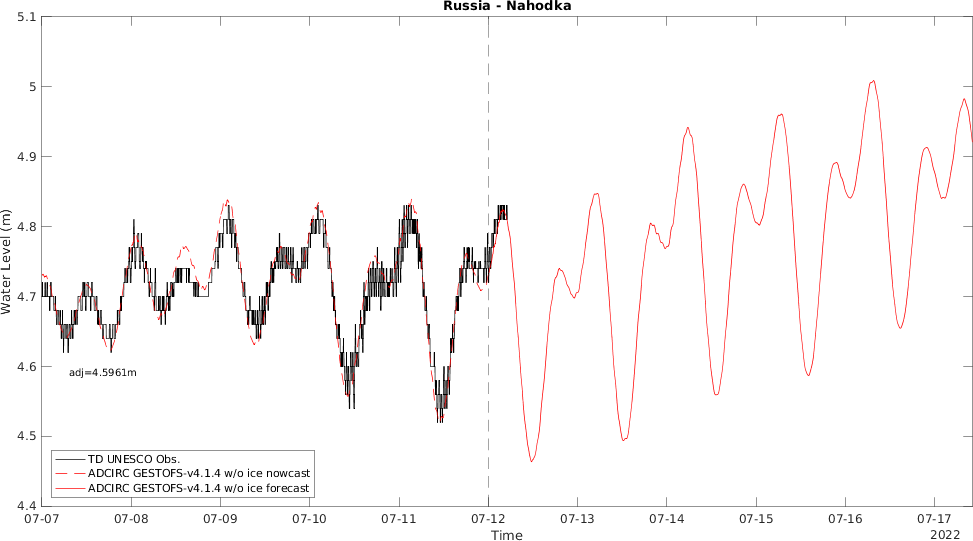 Russia - Nahodka
5.1
5
4.9
4.8
4.7
4.6
4.5
4.4
Water Level (m)
adj=4.5961m
TD UNESCO Obs.
ADCIRC GESTOFS-v4.1.4 w/o ice nowcast
ADCIRC GESTOFS-v4.1.4 w/o ice forecast
07-07 07-08 07-09 07-10 07-11 07-12 07-13 07-14 07-15 07-16 07-17
Time
2022